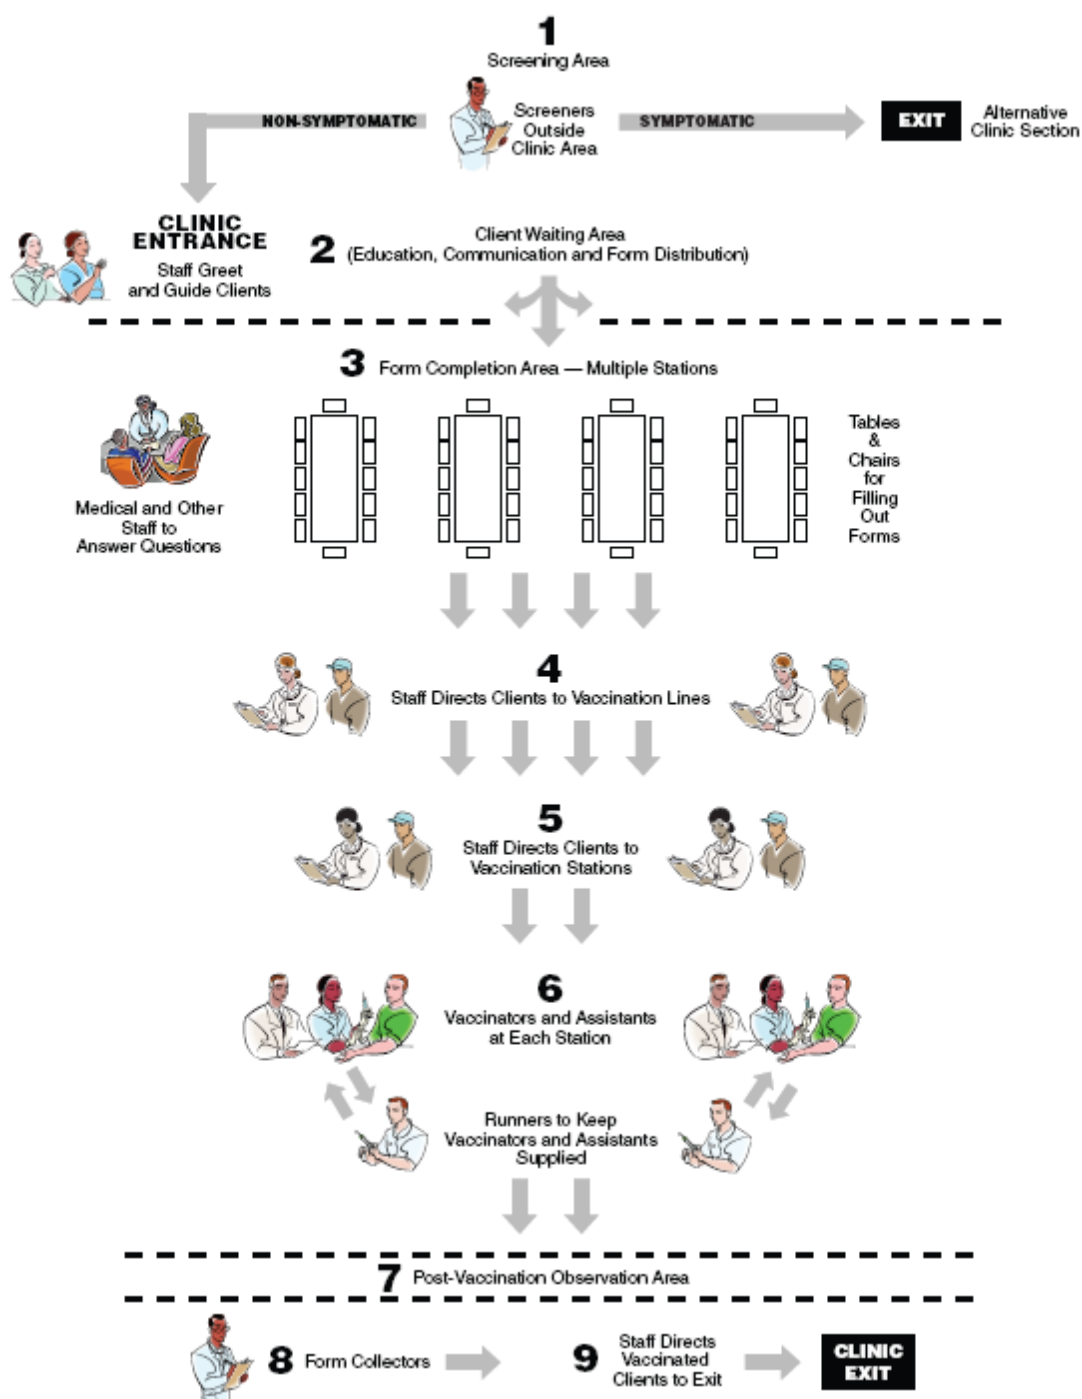 1
Screening Area
NON-SYMPTOMATIC
Screeners
Outside
Clinic Area
SYMPTOMATIC
EXIT
Alternative
Clinic Section
CLINIC
ENTRANCE
Staff Greet
and Guide Clients
2
Client Waiting Area
(Education, Communication and Form Distribution)
3 Form Completion Area — Multiple Stations
Medical and Other
Staff to
Answer Questions
Tables
&
Chairs
for
Filling
Out
Forms
4
Staff Directs Clients to Vaccination Lines
5
Staff Directs Clients to
Vaccination Stations
6
Vaccinators and Assistants
at Each Station
Runners to Keep
Vaccinators and Assistants
Supplied
7 Post-Vaccination Observation Area
8 Form Collectors
9
Staff Directs
Vaccinated
Clients to Exit
CLINIC
EXIT